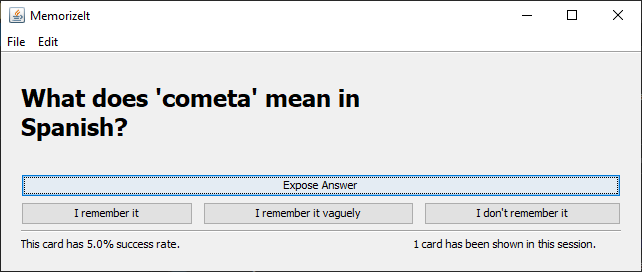 MemorizeIt
File Edit
What does 'cometa' mean in
Spanish?
Expose Answer
I remember it I remember it vaguely I don't remember it
This card has 5.0% success rate. 1 card has been shown in this session.